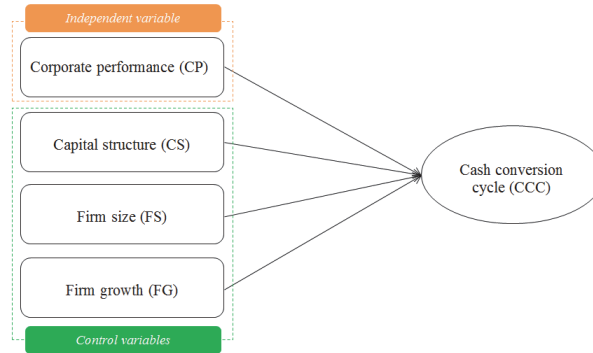 Independent variable
Corporate performance (CP)
Capital structure (CS)
Firm size (FS)
Firm growth (FG)
Control variables
Cash conversion
cycle (CCC)